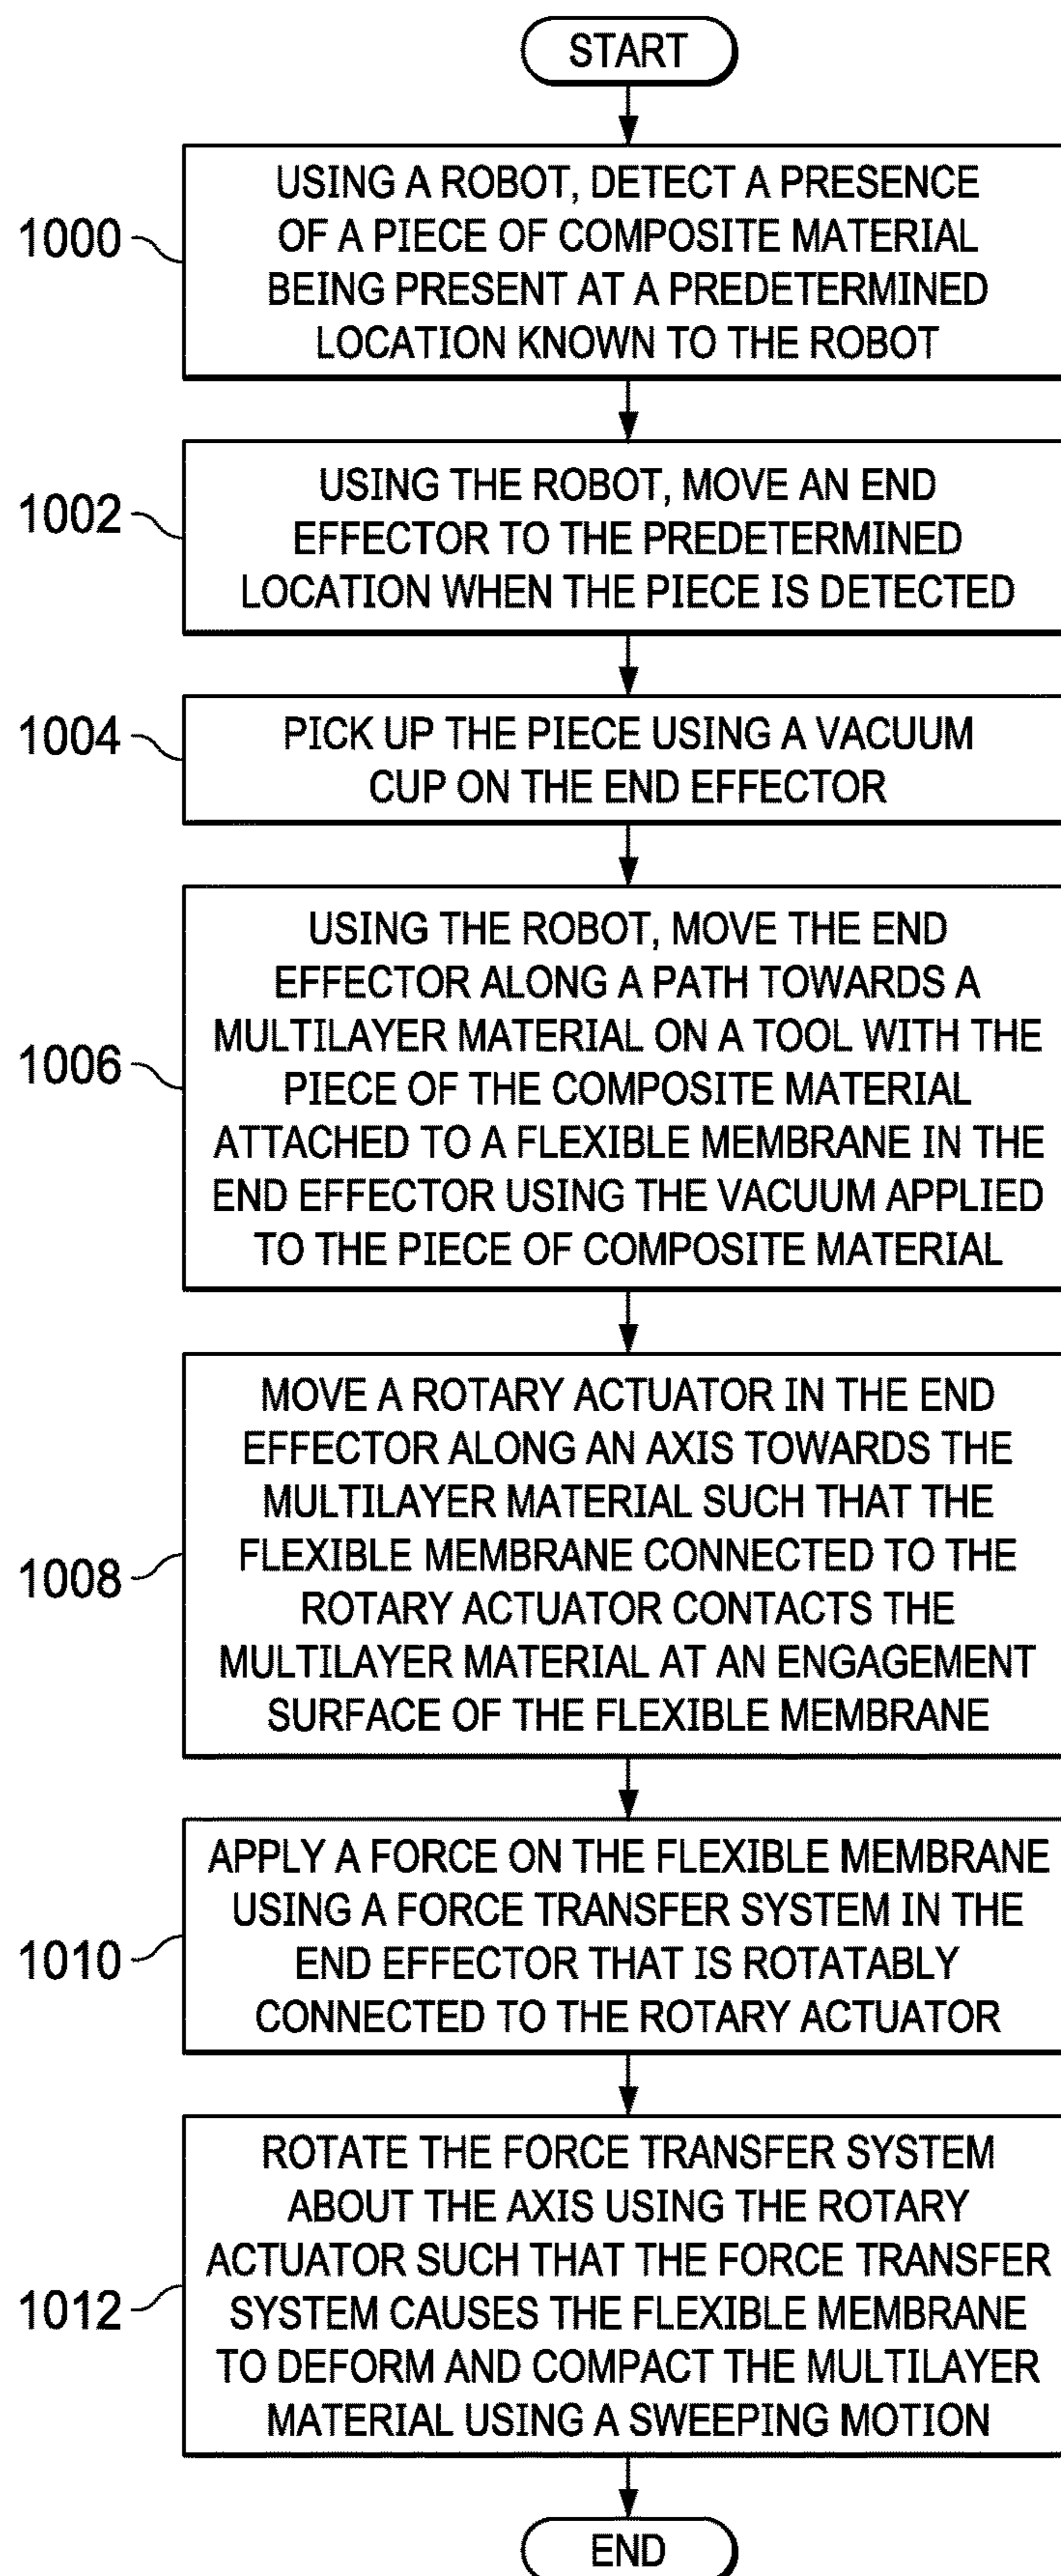 START
1000
USING A ROBOT, DETECT A PRESENCE
OF A PIECE OF COMPOSITE MATERIAL
BEING PRESENT AT A PREDETERMINED
LOCATION KNOWN TO THE ROBOT
1002
USING THE ROBOT, MOVE AN END
EFFECTOR TO THE PREDETERMINED
LOCATION WHEN THE PIECE IS DETECTED
1004
PICK UP THE PIECE USING A VACUUM
CUP ON THE END EFFECTOR
1006
USING THE ROBOT, MOVE THE END
EFFECTOR ALONG A PATH TOWARDS A
MULTILAYER MATERIAL ON A TOOL WITH THE
PIECE OF THE COMPOSITE MATERIAL
ATTACHED TO A FLEXIBLE MEMBRANE IN THE
END EFFECTOR USING THE VACUUM APPLIED
TO THE PIECE OF COMPOSITE MATERIAL
1008
MOVE A ROTARY ACTUATOR IN THE END
EFFECTOR ALONG AN AXIS TOWARDS THE
MULTILAYER MATERIAL SUCH THAT THE
FLEXIBLE MEMBRANE CONNECTED TO THE
ROTARY ACTUATOR CONTACTS THE
MULTILAYER MATERIAL AT AN ENGAGEMENT
SURFACE OF THE FLEXIBLE MEMBRANE
1010
APPLY A FORCE ON THE FLEXIBLE MEMBRANE
USING A FORCE TRANSFER SYSTEM IN THE
END EFFECTOR THAT IS ROTATABLY
CONNECTED TO THE ROTARY ACTUATOR
1012
ROTATE THE FORCE TRANSFER SYSTEM
ABOUT THE AXIS USING THE ROTARY
ACTUATOR SUCH THAT THE FORCE TRANSFER
SYSTEM CAUSES THE FLEXIBLE MEMBRANE
TO DEFORM AND COMPACT THE MULTILAYER
MATERIAL USING A SWEEPING MOTION
END